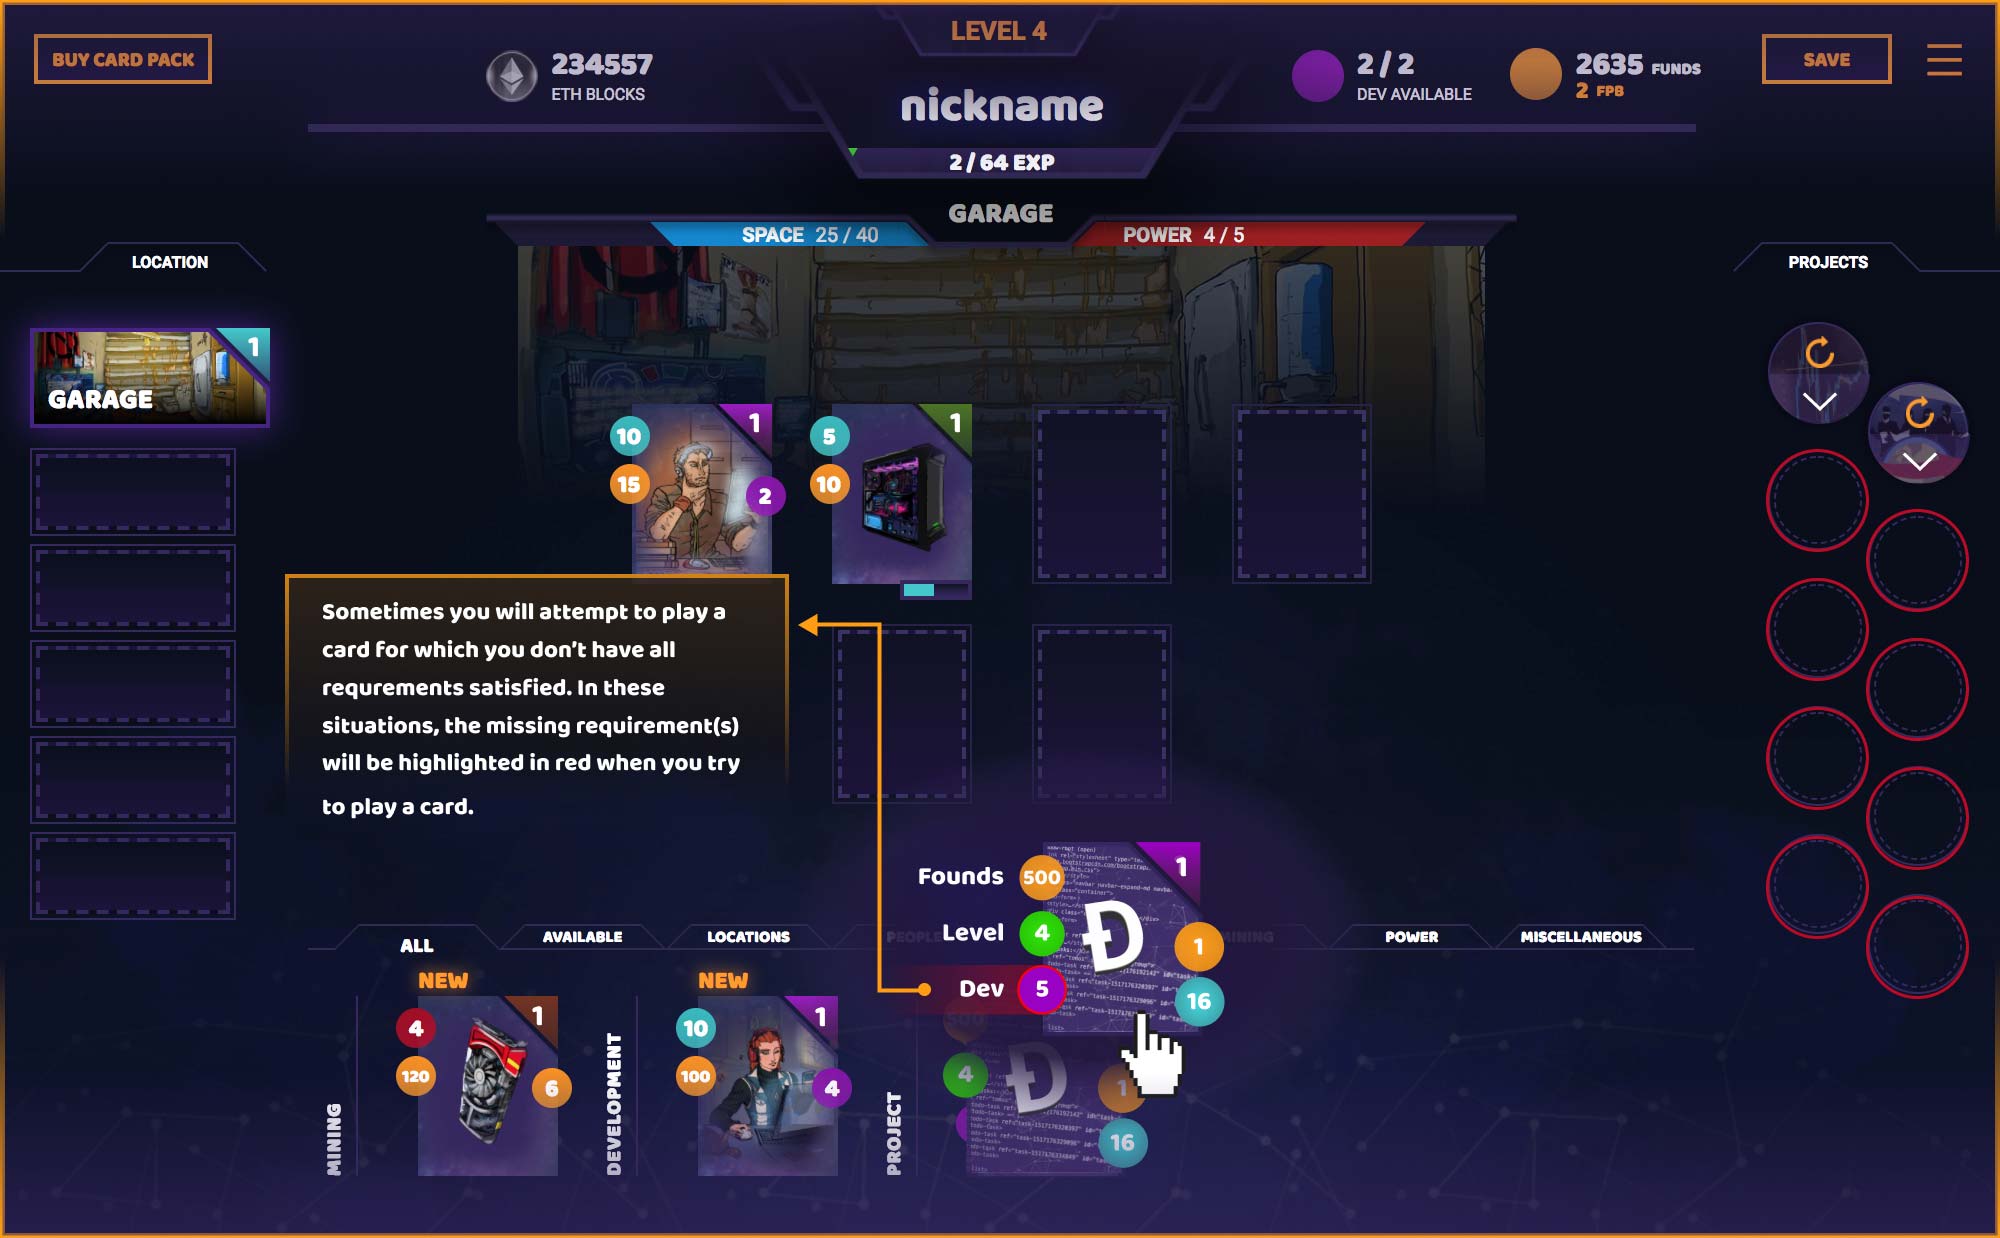 BUY CARD PACK
234557
ETH BLOCKS
LEVEL 4
nickname
2 / 64 EXP
2 / 2
DEV AVAILABLE
2635 FUNDS
2 FPB
SAVE
GARAGE
SPACE 25 / 40
POWER 4 / 5
LOCATION
PROJECTS
1
GARAGE
10
1
15
2
5
1
10
Sometimes you will attempt to play a
card for which you don't have all
requrements satisfied. In these
situations, the missing requirement(s)
will be highlighted in red when you try
to play a card.
Founds 500
1
Level 4
1
Dev 5
16
ALL
AVAILABLE
LOCATIONS
PEOPLE
MINING
POWER
MISCELLANEOUS
NEW
MINING
4
1
120
6
NEW
DEVELOPMENT
10
1
100
4
PROJECT
500
4
1
16